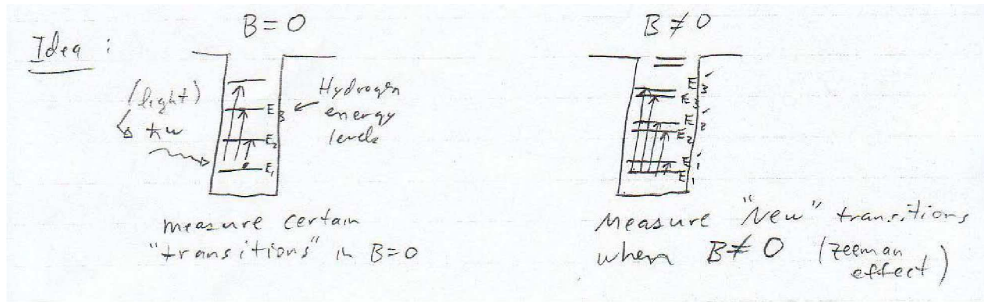 B = 0
Idea :
(light)
ħω
E3
E2
E1
Hydrogen
energy
levels
measure certain
"transitions" in B=0
B ≠ 0
E3'
E3
E2'
E2
E1'
E1
Measure "New" transitions
when B ≠ 0 (Zeeman
effect)